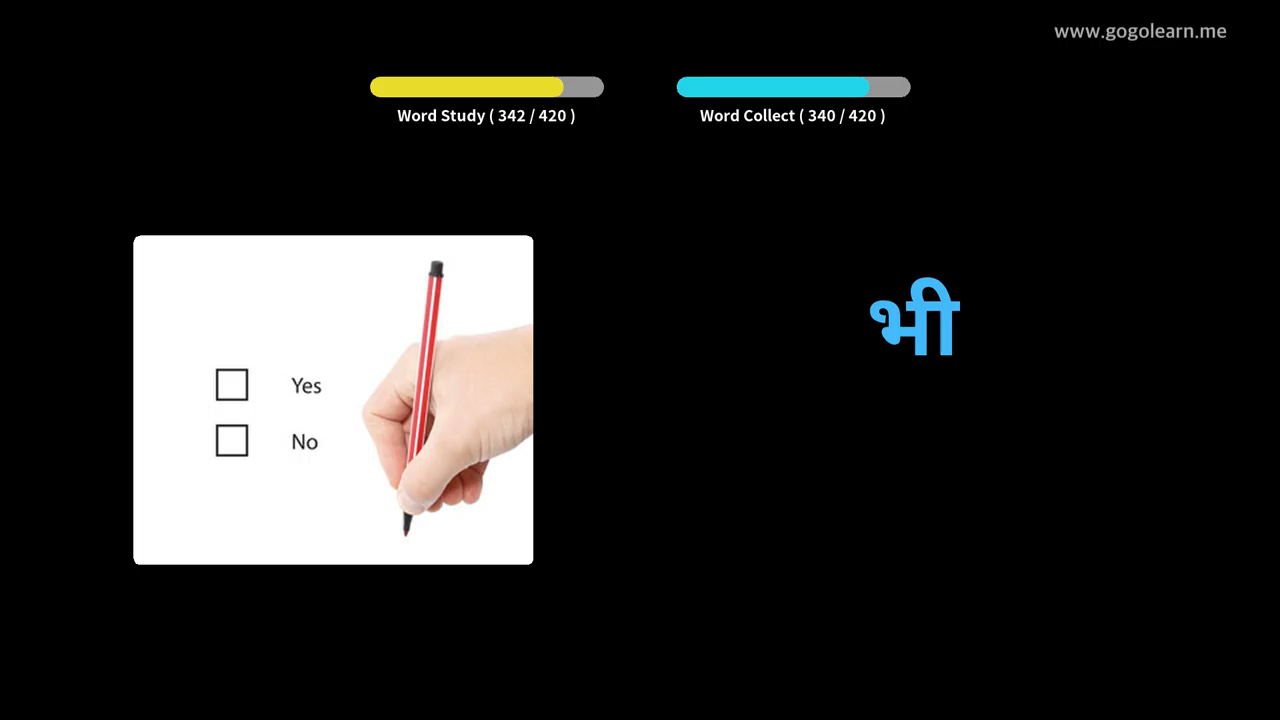 www.gogolearn.me
Word Study ( 342 / 420 )
Word Collect ( 340 / 420 )
Yes
No
भी